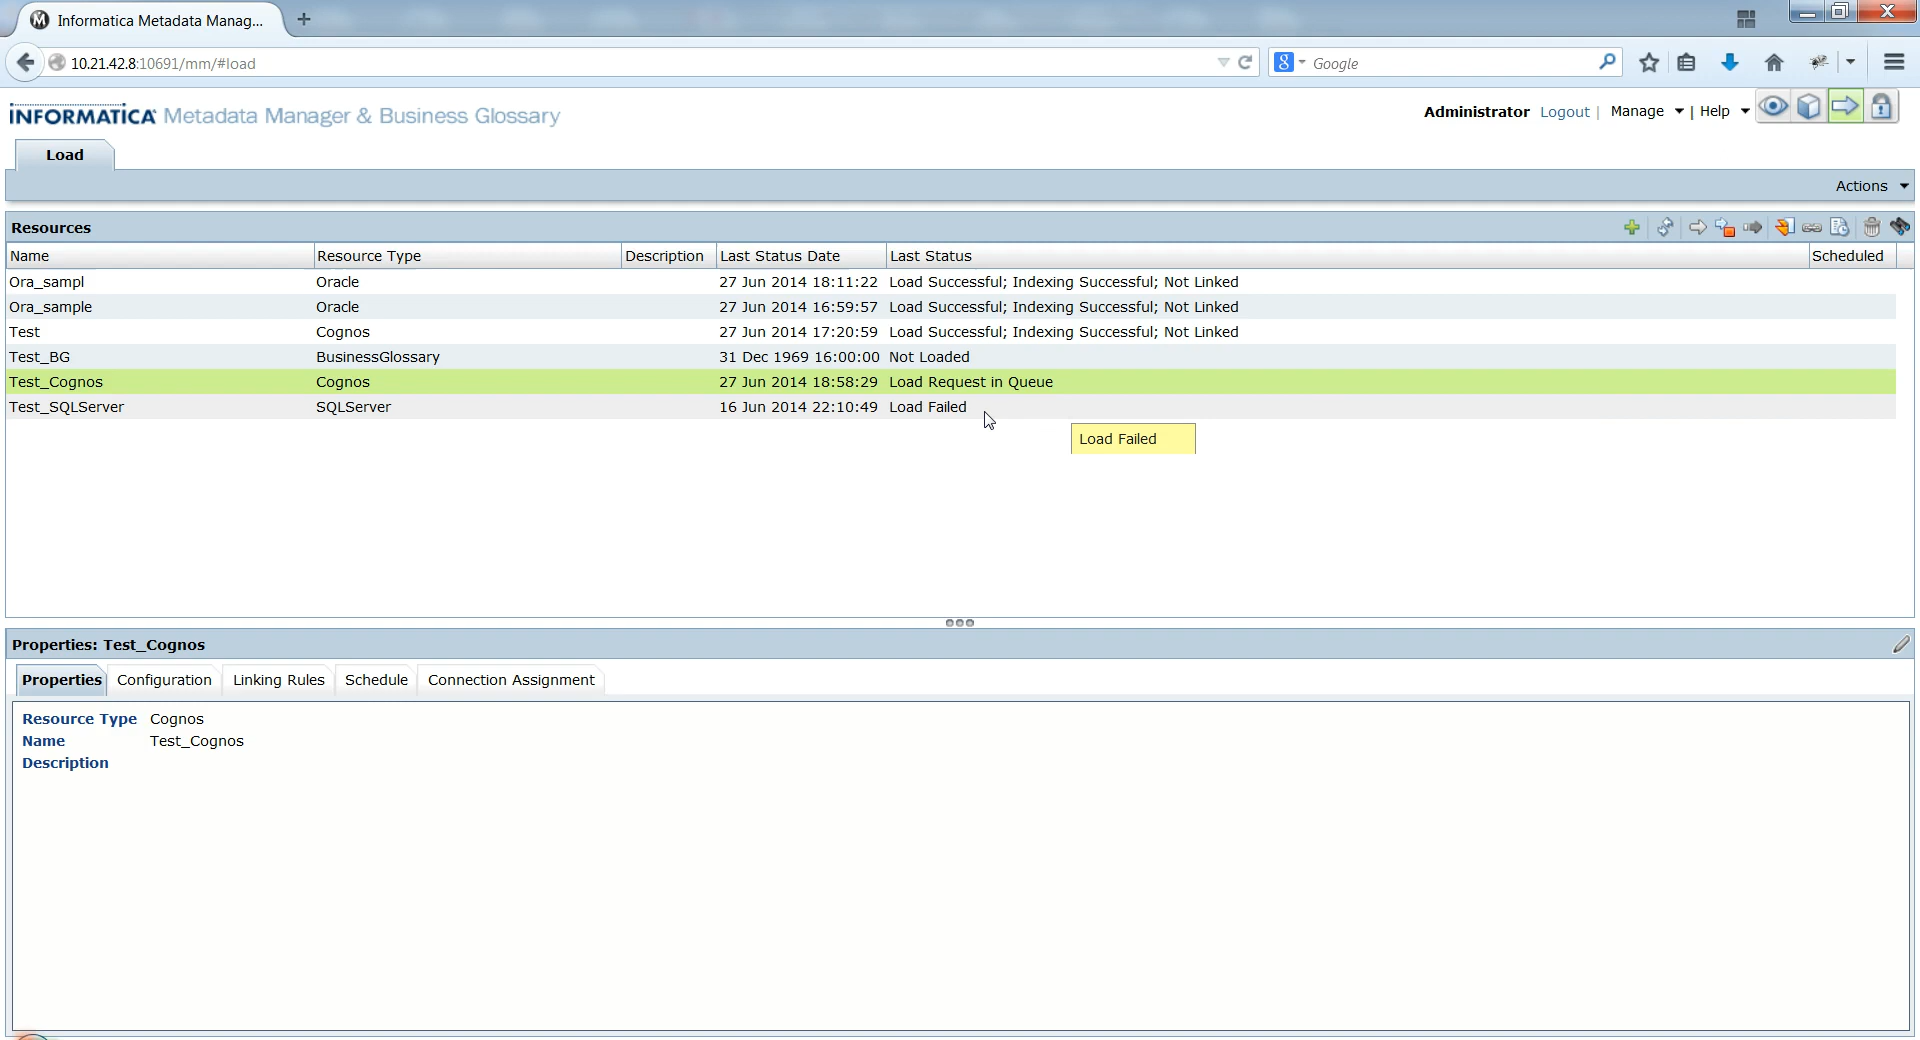 Informatica Metadata Manag...
10.21.42.8:10691/mm/#load
8 Google
INFORMATICA Metadata Manager & Business Glossary
Administrator Logout | Manage | Help
Load
Actions
Resources
Name Resource Type Description Last Status Date Last Status Scheduled
Ora_sampl Oracle 27 Jun 2014 18:11:22 Load Successful; Indexing Successful; Not Linked
Ora_sample Oracle 27 Jun 2014 16:59:57 Load Successful; Indexing Successful; Not Linked
Test Cognos 27 Jun 2014 17:20:59 Load Successful; Indexing Successful; Not Linked
Test_BG BusinessGlossary 31 Dec 1969 16:00:00 Not Loaded
Test_Cognos Cognos 27 Jun 2014 18:58:29 Load Request in Queue
Test_SQLServer SQLServer 16 Jun 2014 22:10:49 Load Failed
Load Failed
Properties: Test_Cognos
Properties Configuration Linking Rules Schedule Connection Assignment
Resource Type Cognos
Name Test_Cognos
Description